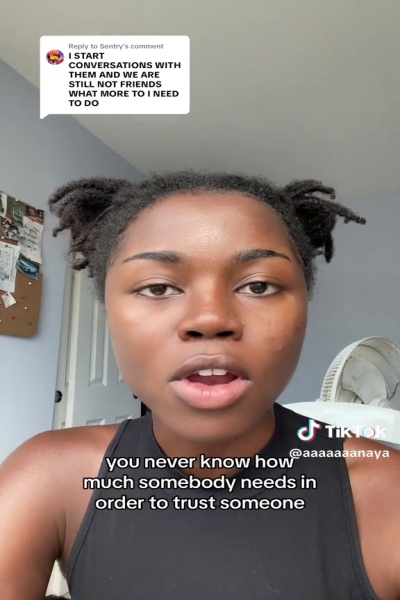 Reply to Sentry's comment
I START
CONVERSATIONS WITH
THEM AND WE ARE
STILL NOT FRIENDS
WHAT MORE TO I NEED
TO DO
TikTok
@aaaaaaanaya
you never know how
much somebody needs in
order to trust someone